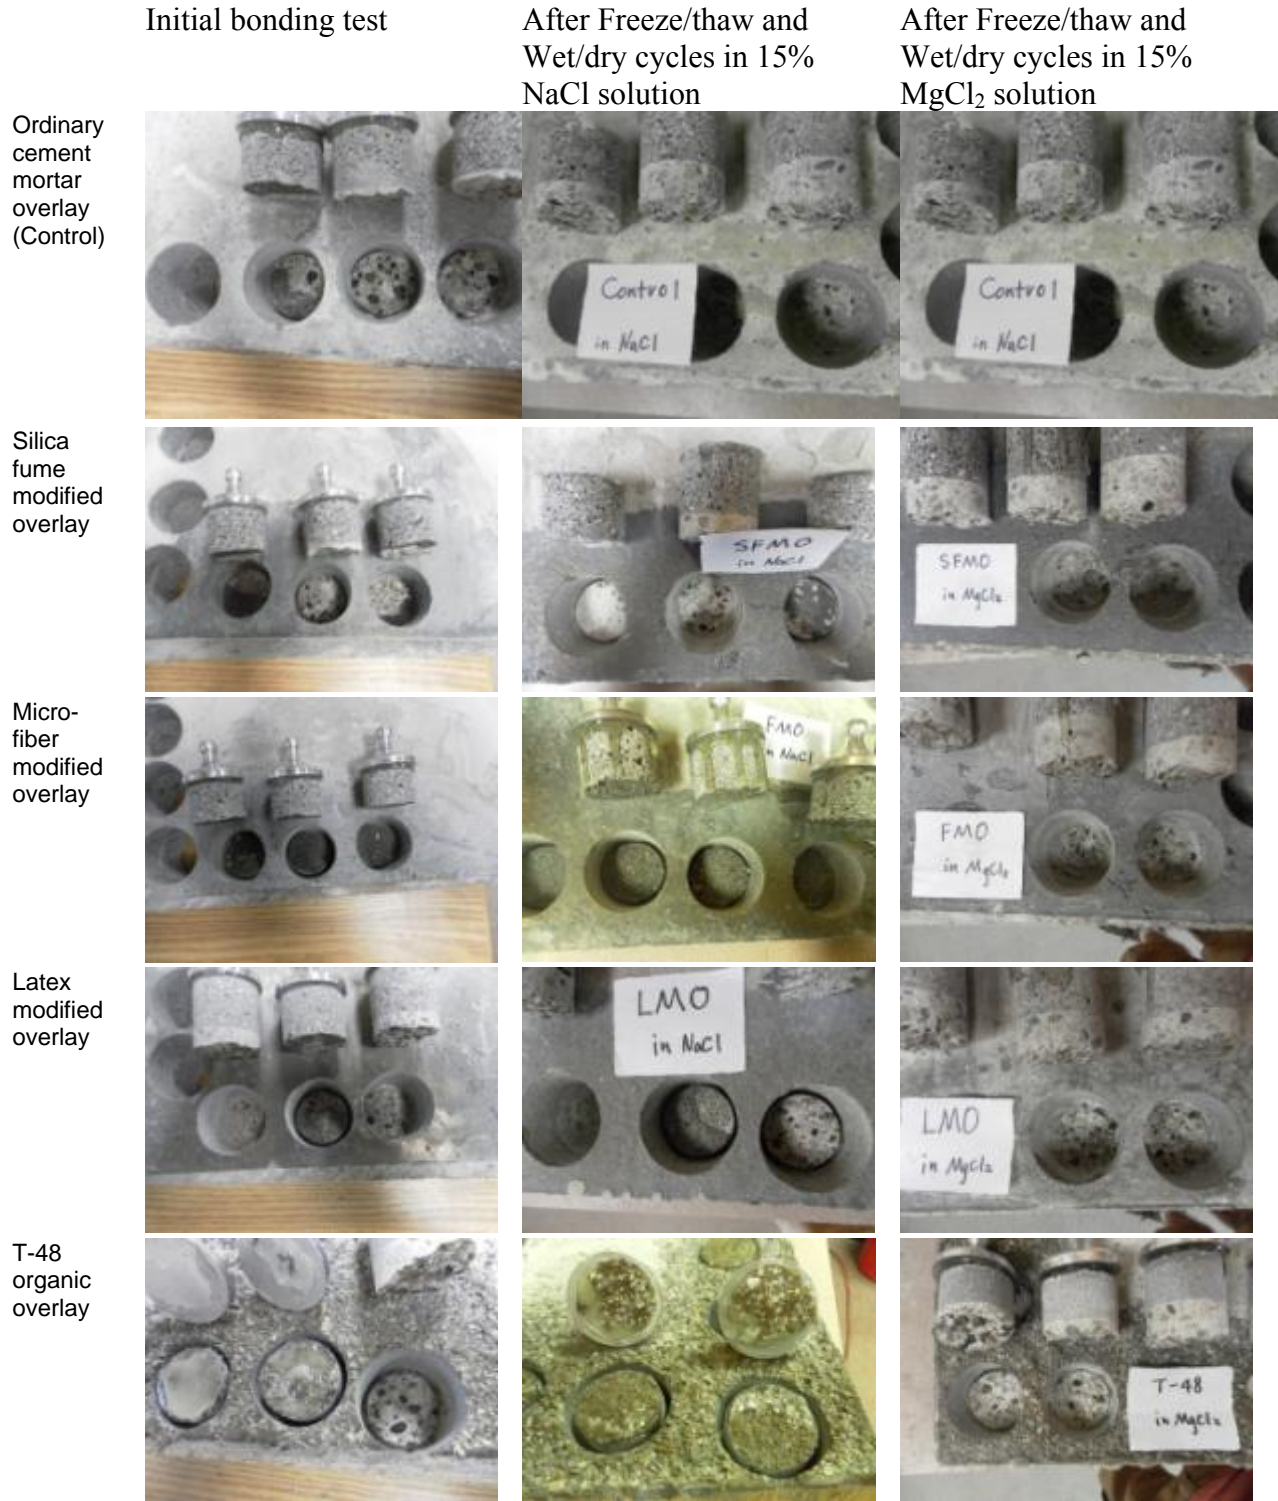 Initial bonding test
After Freeze/thaw and
Wet/dry cycles in 15%
NaCl solution
After Freeze/thaw and
Wet/dry cycles in 15%
MgCl₂ solution
Ordinary
cement
mortar
overlay
(Control)
Control
in NaCl
Control
in NaCl
Silica
fume
modified
overlay
SFMO
in NaCl
SFMO
in MgCl₂
Micro-
fiber
modified
overlay
FMO
in NaCl
FMO
in MgCl₂
Latex
modified
overlay
LMO
in NaCl
LMO
in MgCl₂
T-48
organic
overlay
T-48
in MgCl₂